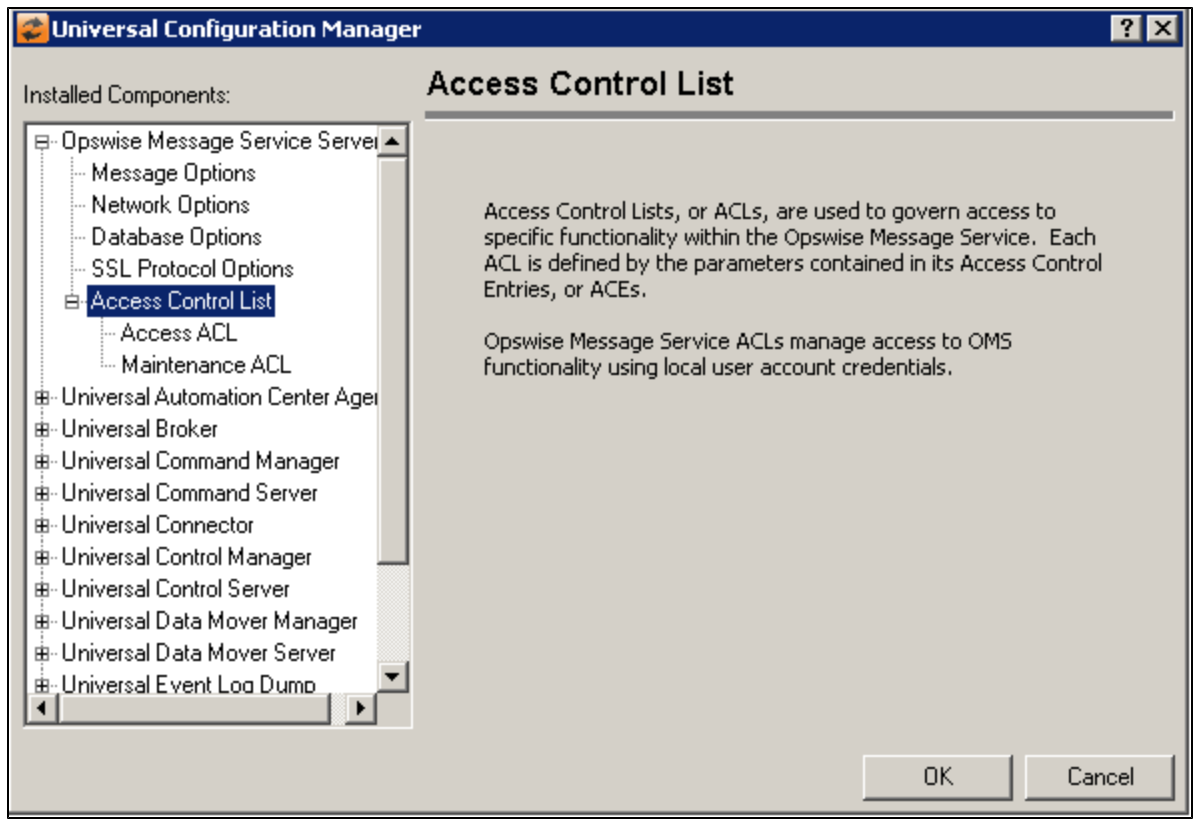 Universal Configuration Manager
Installed Components:
Access Control List
Opswise Message Service Server
Message Options
Network Options
Database Options
SSL Protocol Options
Access Control List
Access ACL
Maintenance ACL
Universal Automation Center Agen
Universal Broker
Universal Command Manager
Universal Command Server
Universal Connector
Universal Control Manager
Universal Control Server
Universal Data Mover Manager
Universal Data Mover Server
Universal Event Log Dump
Access Control Lists, or ACLs, are used to govern access to
specific functionality within the Opswise Message Service. Each
ACL is defined by the parameters contained in its Access Control
Entries, or ACEs.
Opswise Message Service ACLs manage access to OMS
functionality using local user account credentials.
OK
Cancel